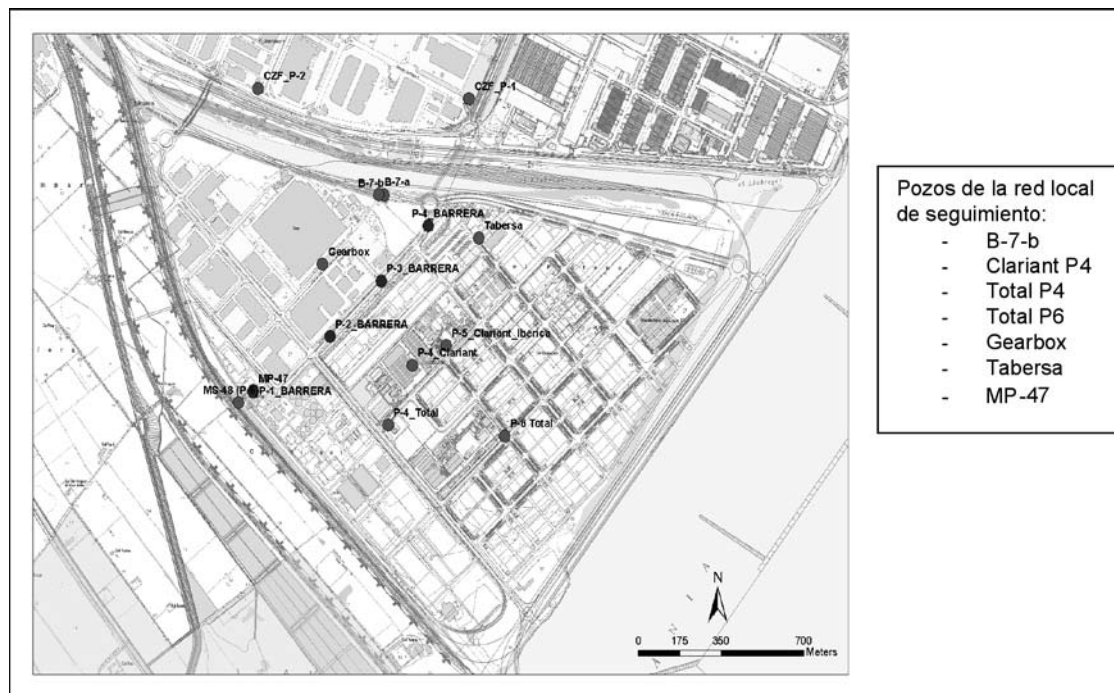 CZF_P-2
CZF_P-1
B-7-b
B-7-a
P-4_BARRERA
Tabersa
Gearbox
P-3_BARRERA
P-2_BARRERA
P-5_Clariant_Iberica
P-4_Clariant
MP-47
MS-48
P-1_BARRERA
P-4_Total
P-6 Total
N
0 175 350 700
Meters
Pozos de la red local
de seguimiento:
- B-7-b
- Clariant P4
- Total P4
- Total P6
- Gearbox
- Tabersa
- MP-47